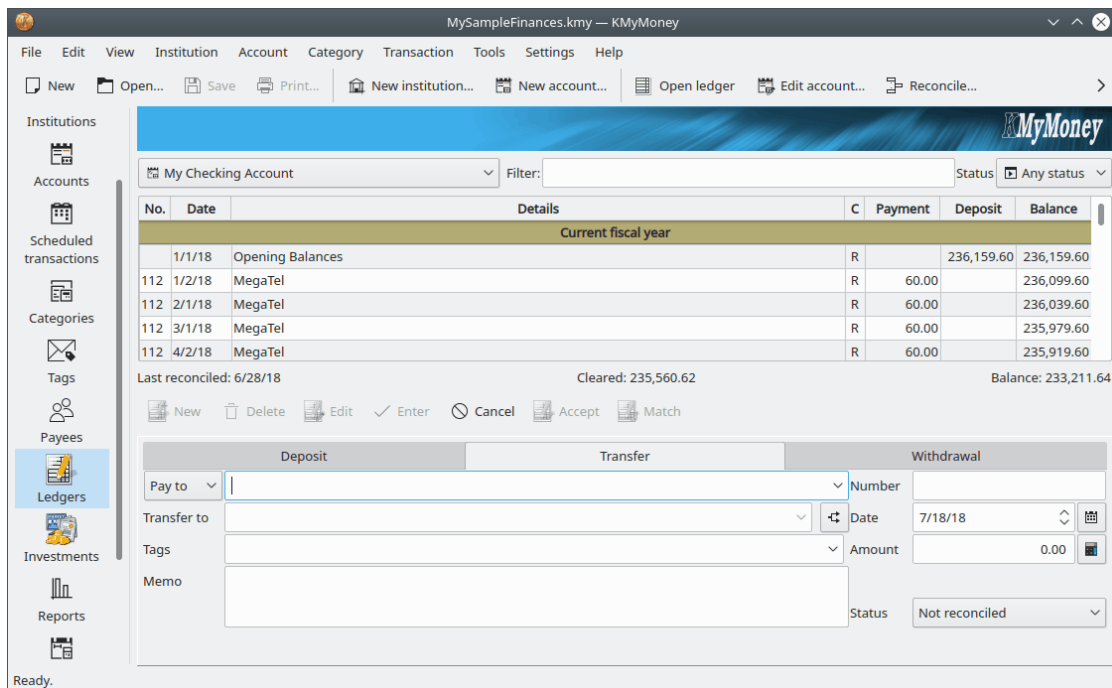 MySampleFinances.kmy — KMyMoney
File Edit View Institution Account Category Transaction Tools Settings Help
New Open... Save Print... New institution... New account... Open ledger Edit account... Reconcile...
Institutions
Accounts
Scheduled
transactions
Categories
Tags
Payees
Ledgers
Investments
Reports
KMyMoney
My Checking Account Filter: Status Any status
No. Date Details C Payment Deposit Balance
Current fiscal year
1/1/18 Opening Balances R 236,159.60 236,159.60
112 1/2/18 MegaTel R 60.00 236,099.60
112 2/1/18 MegaTel R 60.00 236,039.60
112 3/1/18 MegaTel R 60.00 235,979.60
112 4/2/18 MegaTel R 60.00 235,919.60
Last reconciled: 6/28/18 Cleared: 235,560.62 Balance: 233,211.64
New Delete Edit Enter Cancel Accept Match
Deposit Transfer Withdrawal
Pay to Number
Transfer to Date 7/18/18
Tags Amount 0.00
Memo
Status Not reconciled
Ready.